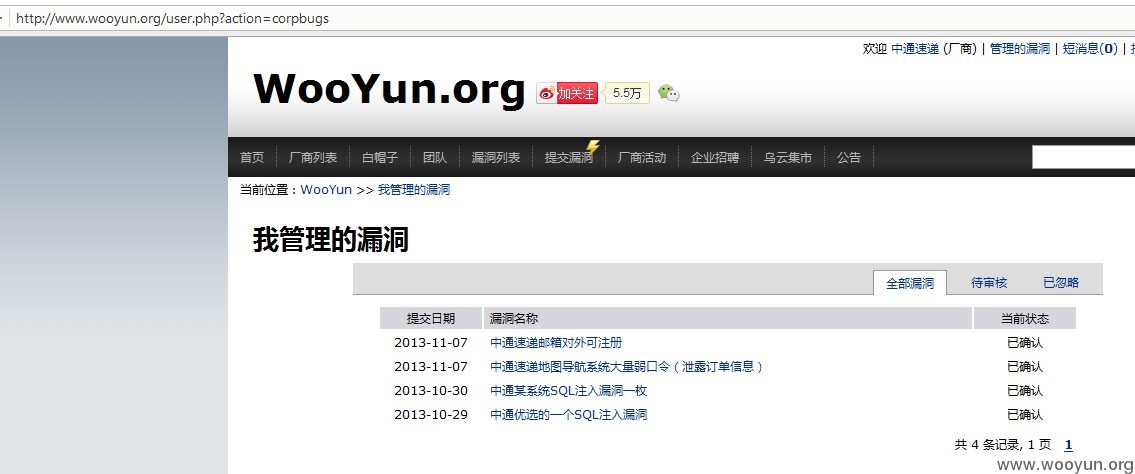 http://www.wooyun.org/user.php?action=corpbugs
欢迎 中通速递 (厂商) | 管理的漏洞 | 短消息(0) |
WooYun.org 加关注 5.5万
首页 厂商列表 白帽子 团队 漏洞列表 提交漏洞 厂商活动 企业招聘 乌云集市 公告
当前位置：WooYun >> 我管理的漏洞
我管理的漏洞
全部漏洞 待审核 已忽略
提交日期 漏洞名称 当前状态
2013-11-07 中通速递邮箱对外可注册 已确认
2013-11-07 中通速递地图导航系统大量弱口令（泄露订单信息） 已确认
2013-10-30 中通某系统SQL注入漏洞一枚 已确认
2013-10-29 中通优选的一个SQL注入漏洞 已确认
共 4 条记录, 1 页 1
www.wooyun.org